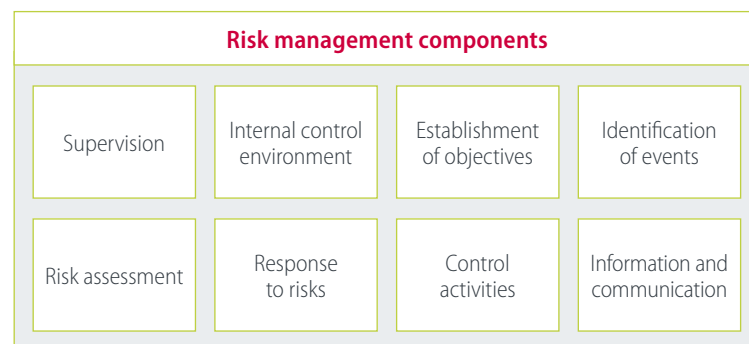 Risk management components
Supervision
Internal control
environment
Establishment
of objectives
Identification
of events
Risk assessment
Response
to risks
Control
activities
Information and
communication